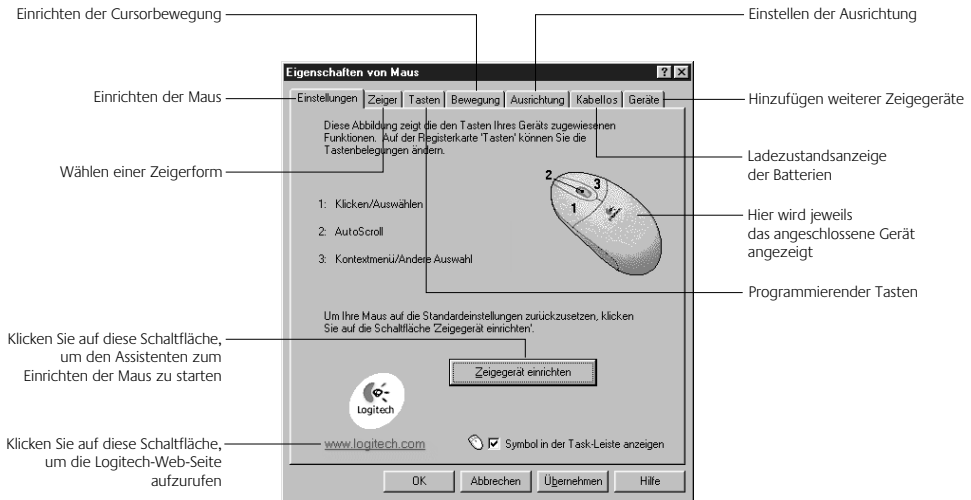 Einrichten der Cursorbewegung
Einstellen der Ausrichtung
Eigenschaften von Maus
Einrichten der Maus
Einstellungen Zeiger Tasten Bewegung Ausrichtung Kabellos Geräte
Hinzufügen weiterer Zeigegeräte
Diese Abbildung zeigt die den Tasten Ihres Geräts zugewiesenen
Funktionen. Auf der Registerkarte 'Tasten' können Sie die
Tastenbelegungen ändern.
Ladezustandsanzeige
der Batterien
Wählen einer Zeigerform
2
3
1
1: Klicken/Auswählen
2: AutoScroll
3: Kontextmenü/Andere Auswahl
Hier wird jeweils
das angeschlossene Gerät
angezeigt
Programmierender Tasten
Um Ihre Maus auf die Standardeinstellungen zurückzusetzen, klicken
Sie auf die Schaltfläche 'Zeigegerät einrichten'.
Klicken Sie auf diese Schaltfläche,
um den Assistenten zum
Einrichten der Maus zu starten
Zeigegerät einrichten
Logitech
Klicken Sie auf diese Schaltfläche,
um die Logitech-Web-Seite
aufzurufen
www.logitech.com
Symbol in der Task-Leiste anzeigen
OK Abbrechen Übernehmen Hilfe